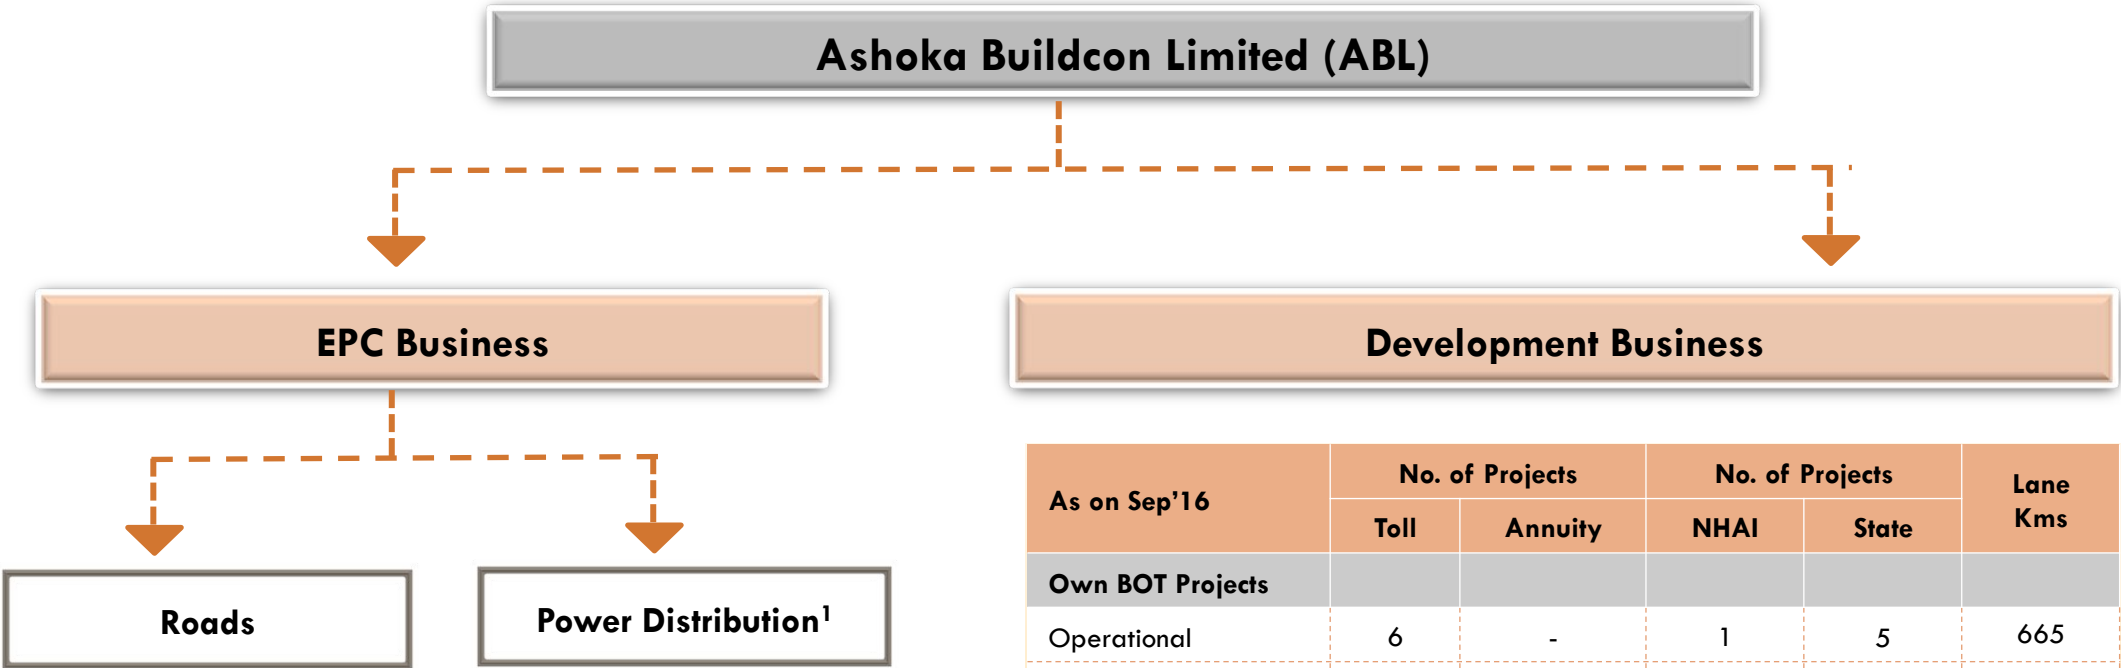 Ashoka Buildcon Limited (ABL)
EPC Business
Development Business
Roads
Power Distribution¹
As on Sep’16
No. of Projects
No. of Projects
Lane
Kms
Toll
Annuity
NHAI
State
Own BOT Projects
Operational
6
-
1
5
665